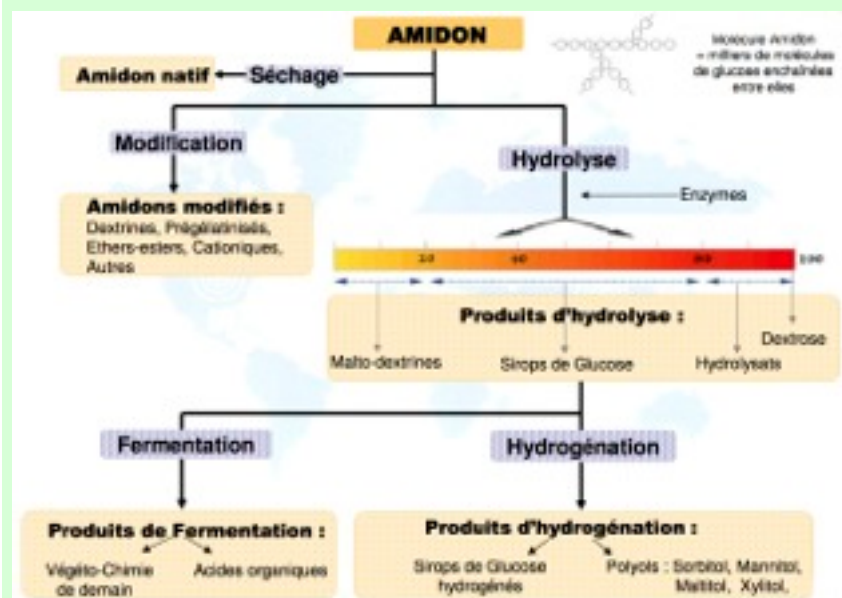 AMIDON
Molécule Amidon
= milliers de molécules
de glucose enchaînées
entre elles
Amidon natif
Séchage
Modification
Hydrolyse
Enzymes
Amidons modifiés :
Dextrines, Prégélatinisés,
Ethers-esters, Cationiques,
Autres
20 40 80 100
Produits d'hydrolyse :
Dextrose
Malto-dextrines Sirops de Glucose Hydrolysats
Fermentation
Hydrogénation
Produits de Fermentation :
Végéto-Chimie
de demain
Acides organiques
Produits d'hydrogénation :
Sirops de Glucose
hydrogénés
Polyols : Sorbitol, Mannitol,
Maltitol, Xylitol,